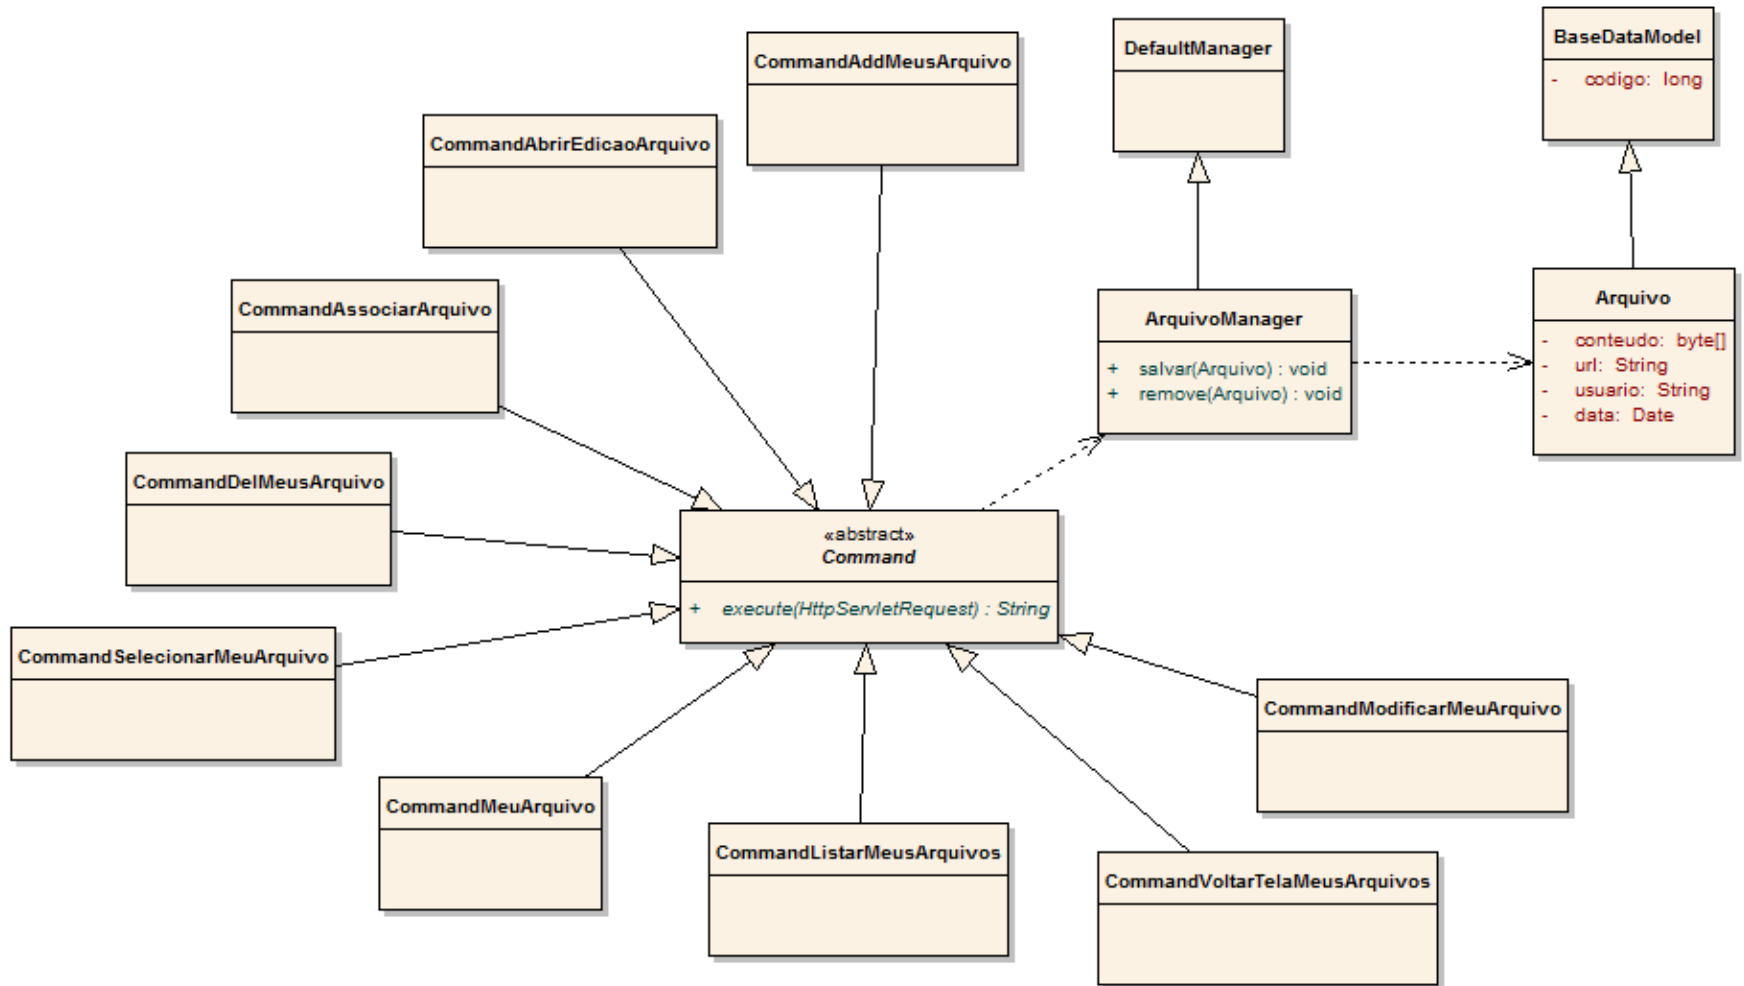 BaseDataModel
- codigo: long
DefaultManager
CommandAddMeusArquivo
CommandAbrirEdicaoArquivo
CommandAssociarArquivo
ArquivoManager
+ salvar(Arquivo) : void
+ remove(Arquivo) : void
Arquivo
- conteudo: byte[]
- url: String
- usuario: String
- data: Date
CommandDelMeusArquivo
«abstract»
Command
+ execute(HttpServletRequest) : String
CommandSelecionarMeuArquivo
CommandModificarMeuArquivo
CommandMeuArquivo
CommandListarMeusArquivos
CommandVoltarTelaMeusArquivos